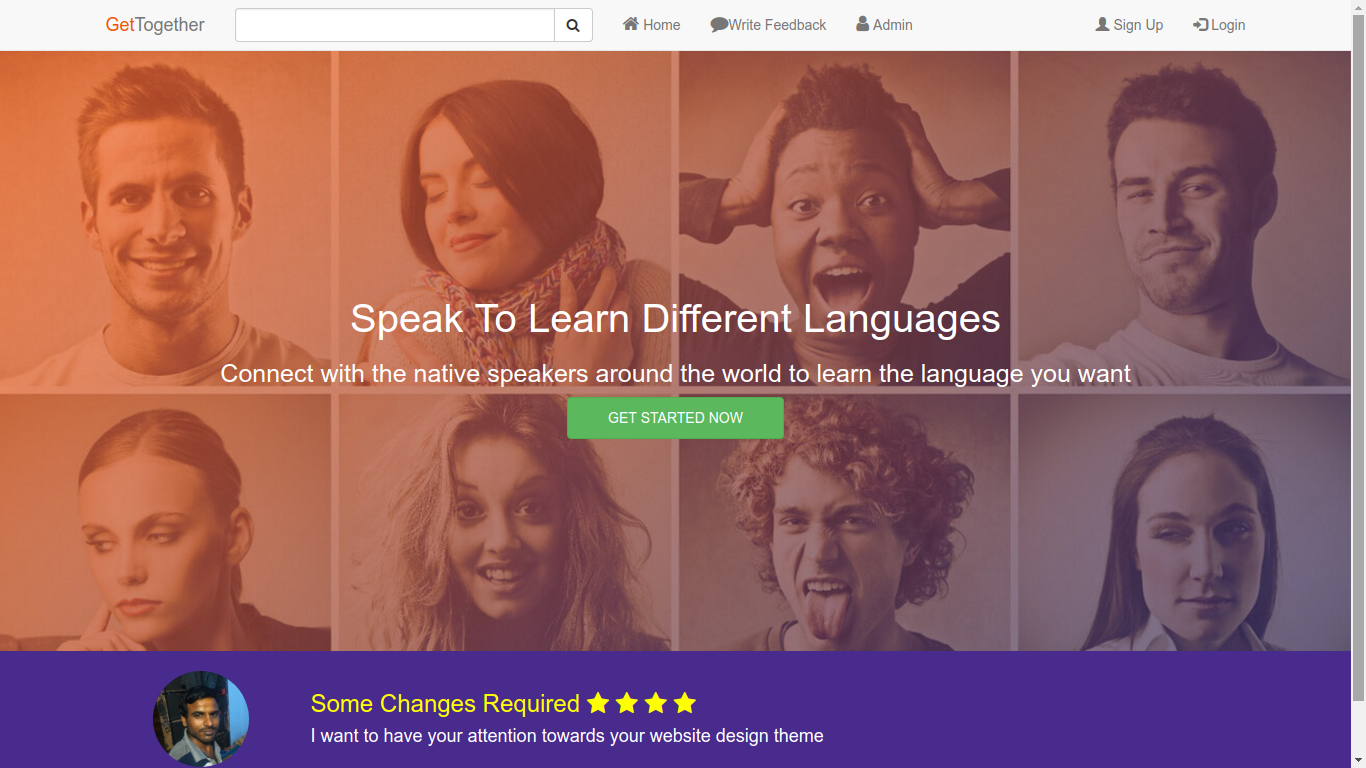 GetTogether
Home
Write Feedback
Admin
Sign Up
Login
Speak To Learn Different Languages
Connect with the native speakers around the world to learn the language you want
GET STARTED NOW
Some Changes Required
I want to have your attention towards your website design theme